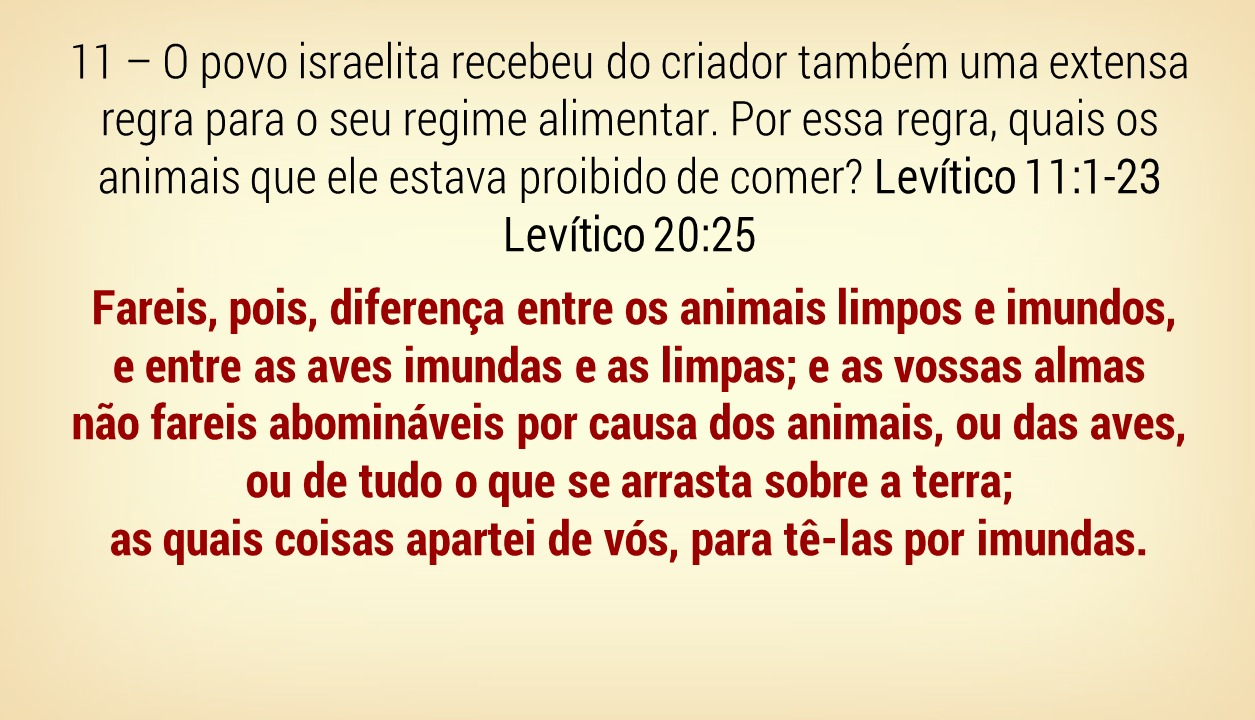 11 – O povo israelita recebeu do criador também uma extensa
regra para o seu regime alimentar. Por essa regra, quais os
animais que ele estava proibido de comer? Levítico 11:1-23
Levítico 20:25
Fareis, pois, diferença entre os animais limpos e imundos,
e entre as aves imundas e as limpas; e as vossas almas
não fareis abomináveis por causa dos animais, ou das aves,
ou de tudo o que se arrasta sobre a terra;
as quais coisas apartei de vós, para tê-las por imundas.